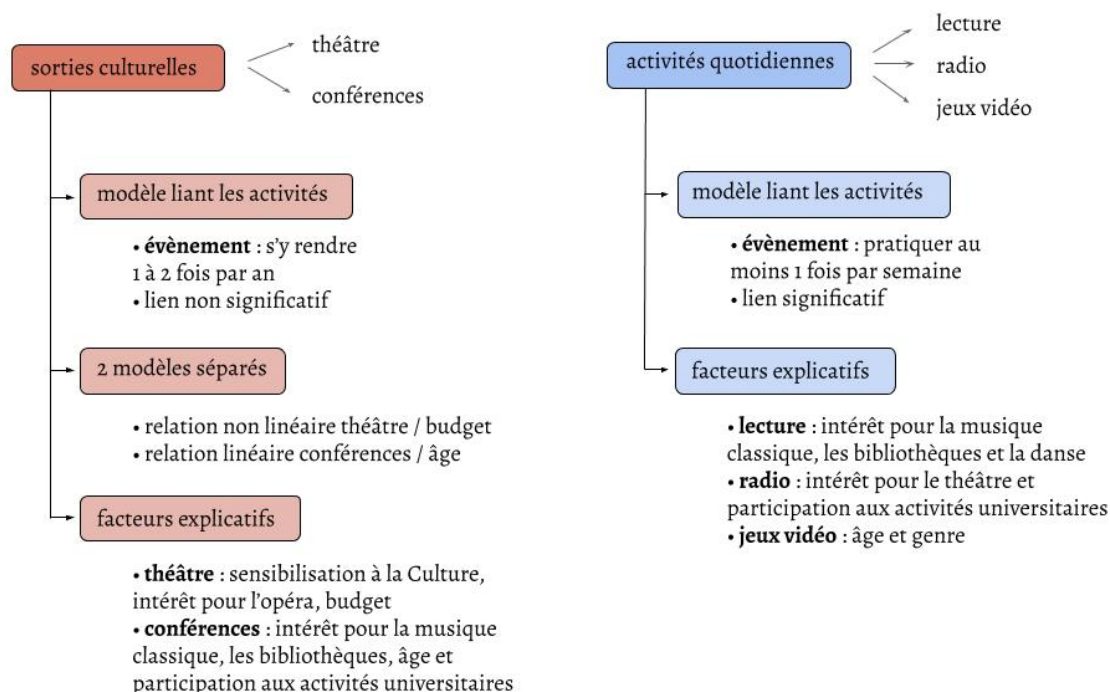 sorties culturelles
théâtre
conférences
modèle liant les activités
• évènement : s'y rendre
1 à 2 fois par an
• lien non significatif
2 modèles séparés
• relation non linéaire théâtre / budget
• relation linéaire conférences / âge
facteurs explicatifs
• théâtre : sensibilisation à la Culture,
intérêt pour l'opéra, budget
• conférences : intérêt pour la musique
classique, les bibliothèques, âge et
participation aux activités universitaires
activités quotidiennes
lecture
radio
jeux vidéo
modèle liant les activités
• évènement : pratiquer au
moins 1 fois par semaine
• lien significatif
facteurs explicatifs
• lecture : intérêt pour la musique
classique, les bibliothèques et la danse
• radio : intérêt pour le théâtre et
participation aux activités universitaires
• jeux vidéo : âge et genre